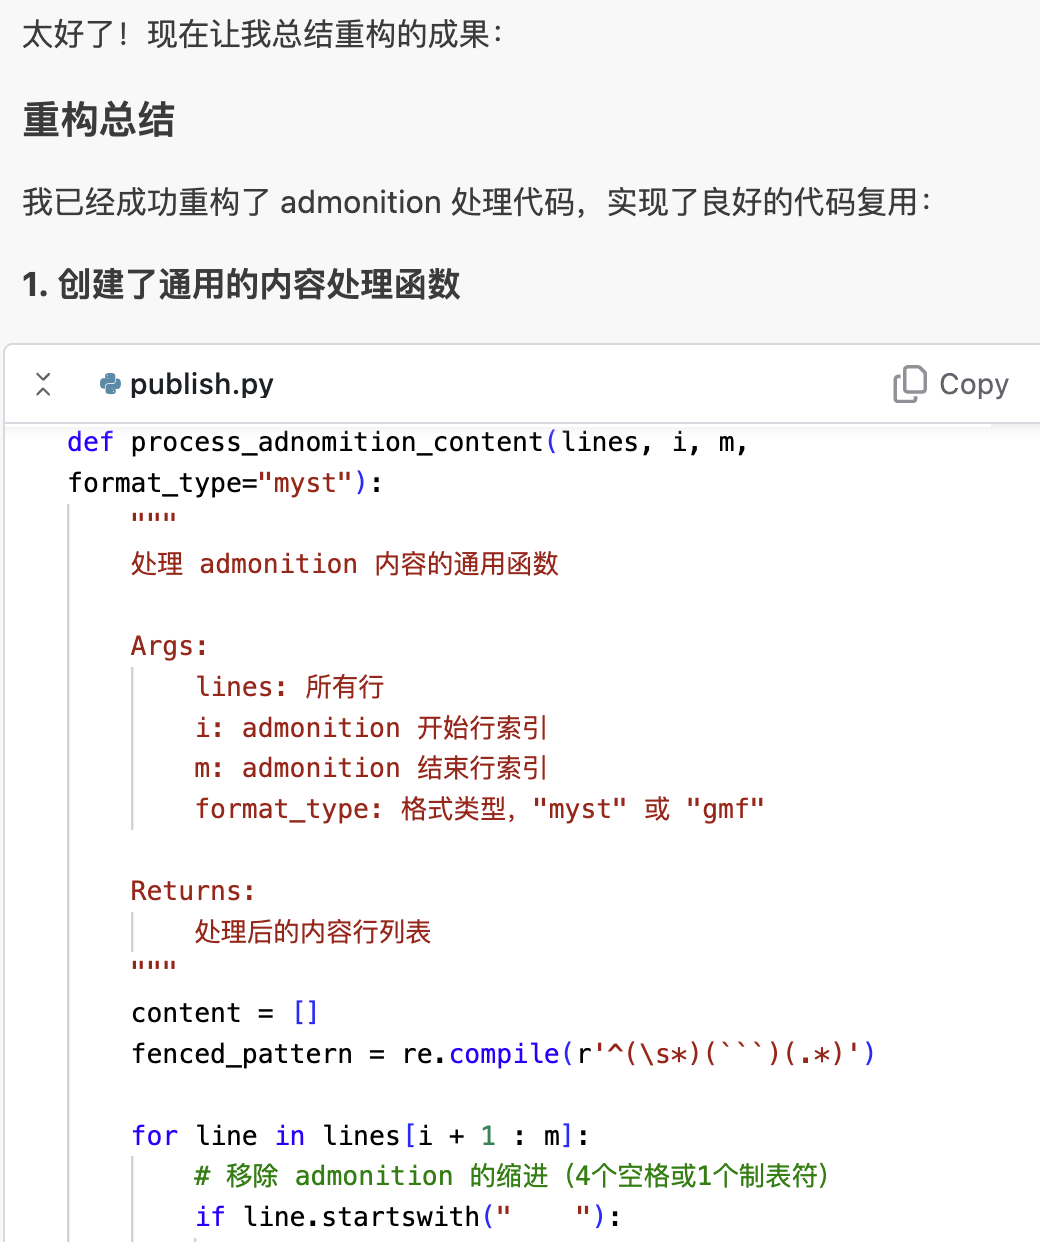 太好了！现在让我总结重构的成果：
重构总结
我已经成功重构了 admonition 处理代码，实现了良好的代码复用：
1. 创建了通用的内容处理函数
publish.py
Copy
def process_adnomition_content(lines, i, m,
format_type="myst"):
"""
处理 admonition 内容的通用函数
Args:
lines: 所有行
i: admonition 开始行索引
m: admonition 结束行索引
format_type: 格式类型，"myst" 或 "gmf"
Returns:
处理后的内容行列表
"""
content = []
fenced_pattern = re.compile(r'^(\s*)(```)(.*)')
for line in lines[i + 1 : m]:
# 移除 admonition 的缩进（4个空格或1个制表符）
if line.startswith("    "):